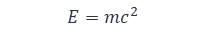 E = mc²